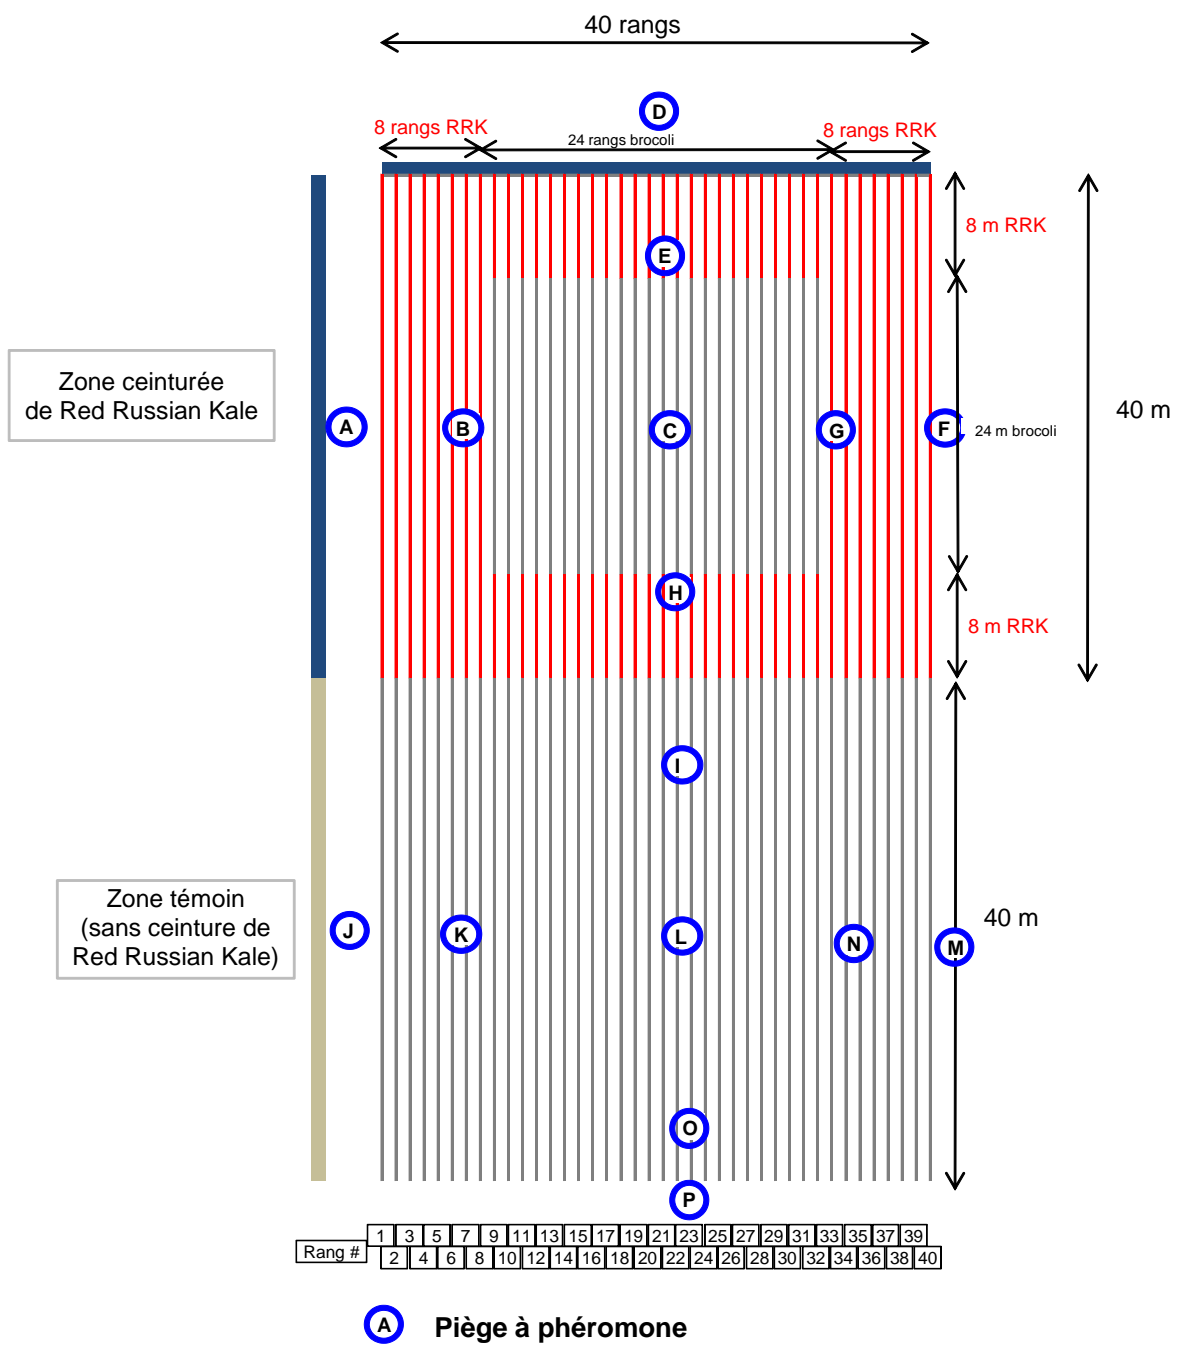 40 rangs
D
8 rangs RRK
24 rangs brocoli
8 rangs RRK
8 m RRK
E
Zone ceinturée
de Red Russian Kale
A
B
C
G
F
24 m brocoli
40 m
H
8 m RRK
I
Zone témoin
(sans ceinture de
Red Russian Kale)
J
K
L
N
M
40 m
O
P
1 3 5 7 9 11 13 15 17 19 21 23 25 27 29 31 33 35 37 39
Rang #
2 4 6 8 10 12 14 16 18 20 22 24 26 28 30 32 34 36 38 40
A
Piège à phéromone